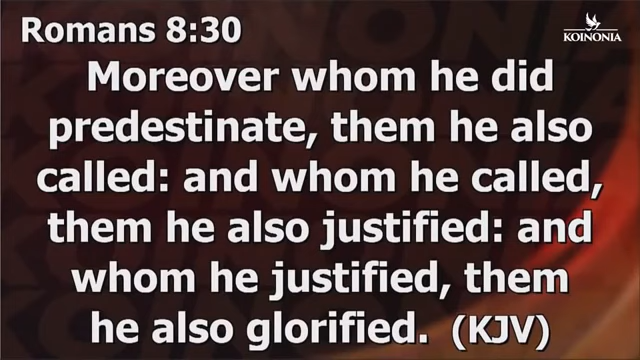 Romans 8:30
KOINONIA
Moreover whom he did
predestinate, them he also
called: and whom he called,
them he also justified: and
whom he justified, them
he also glorified. (KJV)